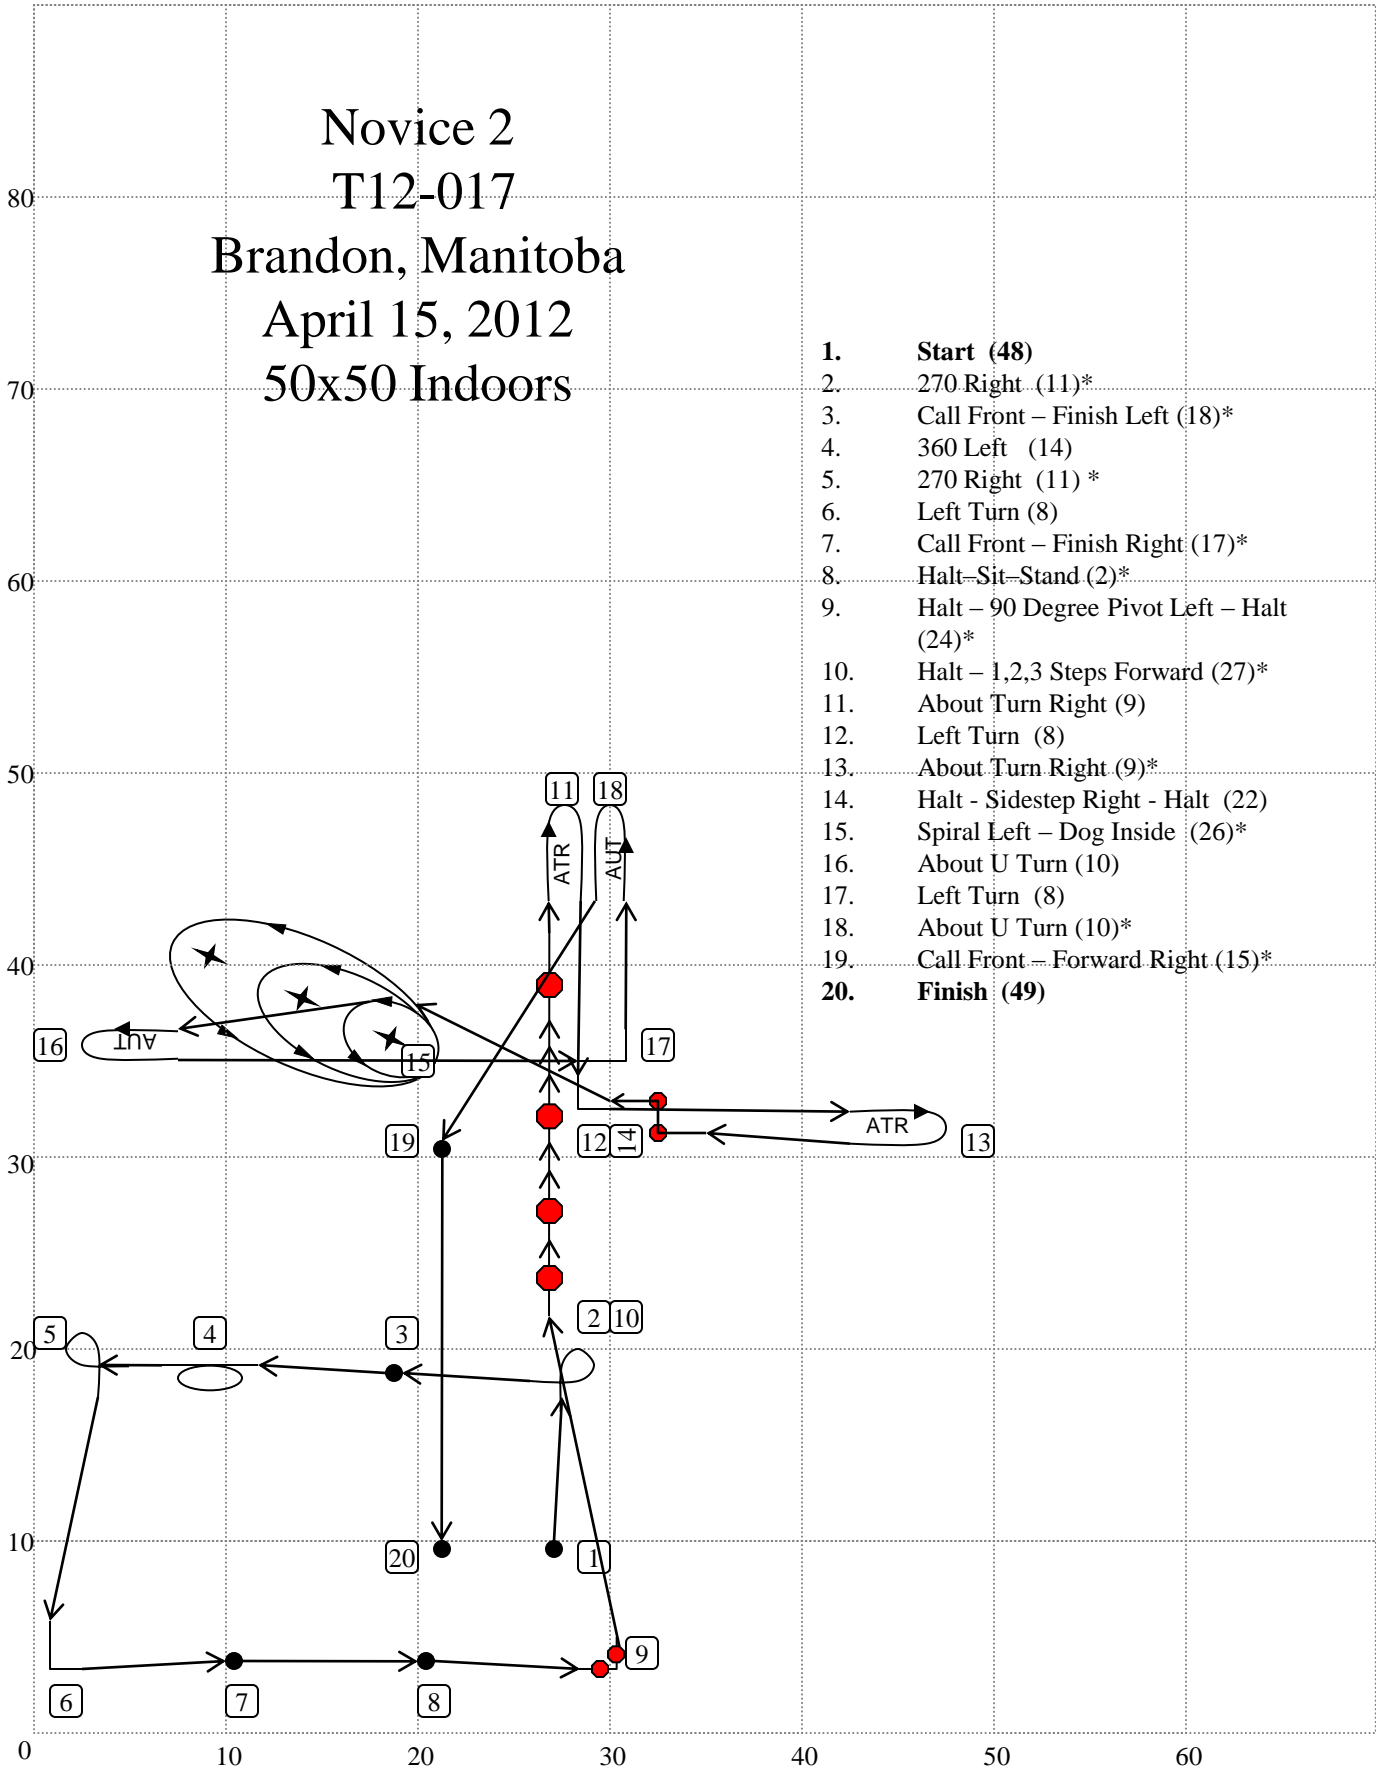 Novice 2
T12-017
Brandon, Manitoba
April 15, 2012
50x50 Indoors
1. Start (48)
2. 270 Right (11)*
3. Call Front – Finish Left (18)*
4. 360 Left (14)
5. 270 Right (11) *
6. Left Turn (8)
7. Call Front – Finish Right (17)*
8. Halt–Sit–Stand (2)*
9. Halt – 90 Degree Pivot Left – Halt
(24)*
10. Halt – 1,2,3 Steps Forward (27)*
11. About Turn Right (9)
12. Left Turn (8)
13. About Turn Right (9)*
14. Halt - Sidestep Right - Halt (22)
15. Spiral Left – Dog Inside (26)*
16. About U Turn (10)
17. Left Turn (8)
18. About U Turn (10)*
19. Call Front – Forward Right (15)*
20. Finish (49)
80
70
60
50
11 18
ATR AUT
40
16 AUT 15 17
19 12 14 ATR 13
30
2 10
5 4 3
20
10
20 1
9
6 7 8
0 10 20 30 40 50 60